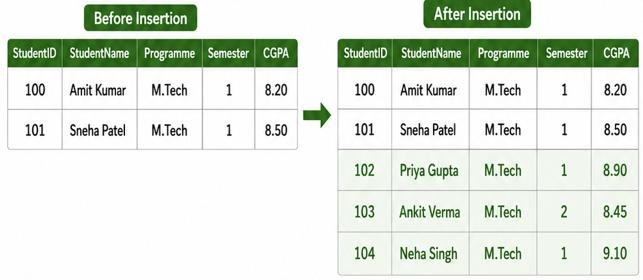 Before Insertion
StudentID StudentName Programme Semester CGPA
100 Amit Kumar M.Tech 1 8.20
101 Sneha Patel M.Tech 1 8.50
After Insertion
StudentID StudentName Programme Semester CGPA
100 Amit Kumar M.Tech 1 8.20
101 Sneha Patel M.Tech 1 8.50
102 Priya Gupta M.Tech 1 8.90
103 Ankit Verma M.Tech 2 8.45
104 Neha Singh M.Tech 1 9.10